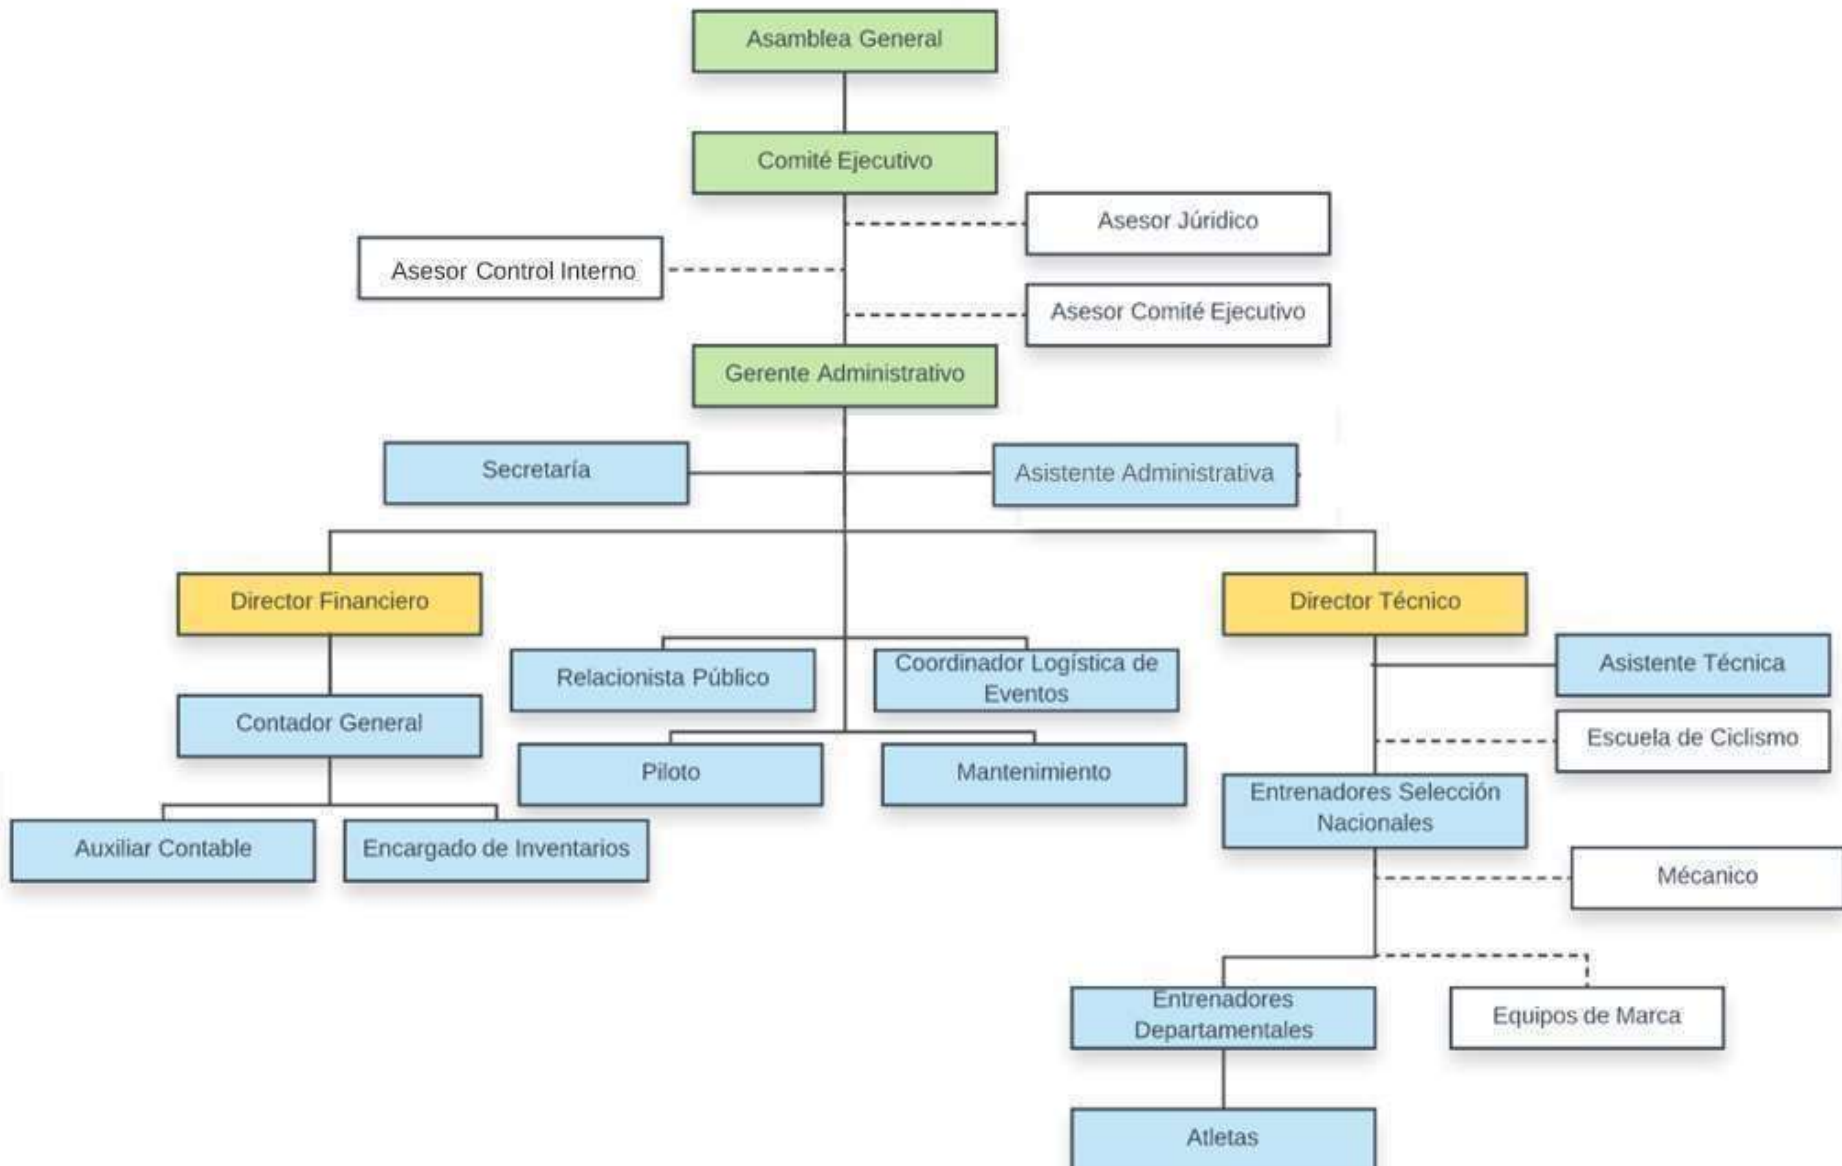 Asamblea General
Comité Ejecutivo
Asesor Júridico
Asesor Control Interno
Asesor Comité Ejecutivo
Gerente Administrativo
Secretaría
Asistente Administrativa
Director Financiero
Director Técnico
Relacionista Público
Coordinador Logística de
Eventos
Asistente Técnica
Contador General
Escuela de Ciclismo
Piloto
Mantenimiento
Entrenadores Selección
Nacionales
Auxiliar Contable
Encargado de Inventarios
Mécanico
Entrenadores
Departamentales
Equipos de Marca
Atletas